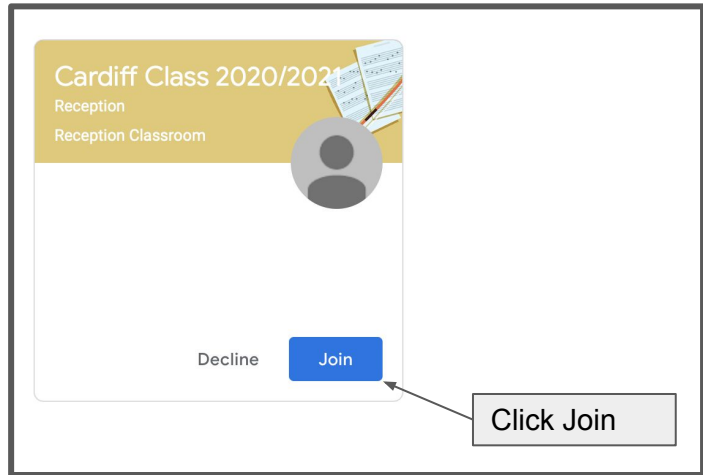 Cardiff Class 2020/2021
Reception
Reception Classroom
Decline Join
Click Join